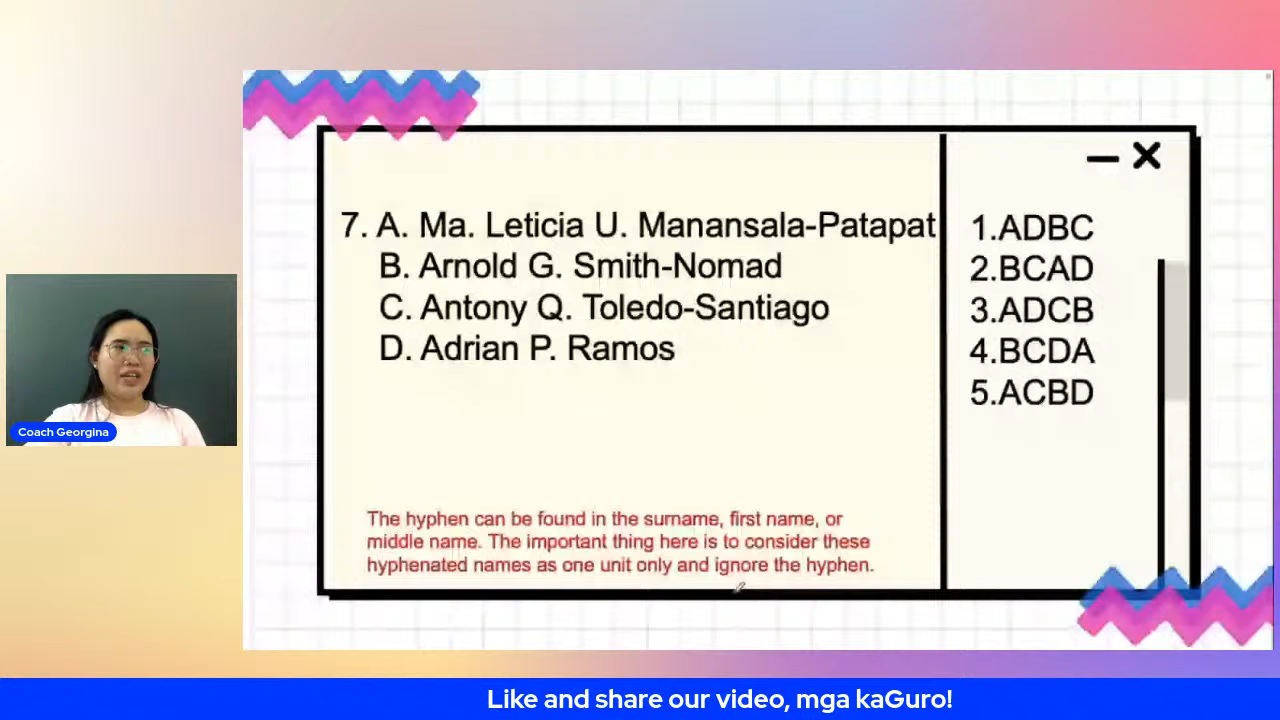 7. A. Ma. Leticia U. Manansala-Patapat
B. Arnold G. Smith-Nomad
C. Antony Q. Toledo-Santiago
D. Adrian P. Ramos
The hyphen can be found in the surname, first name, or
middle name. The important thing here is to consider these
hyphenated names as one unit only and ignore the hyphen.
1.ADBC
2.BCAD
3.ADCB
4.BCDA
5.ACBD
Coach Georgina
Like and share our video, mga kaGuro!